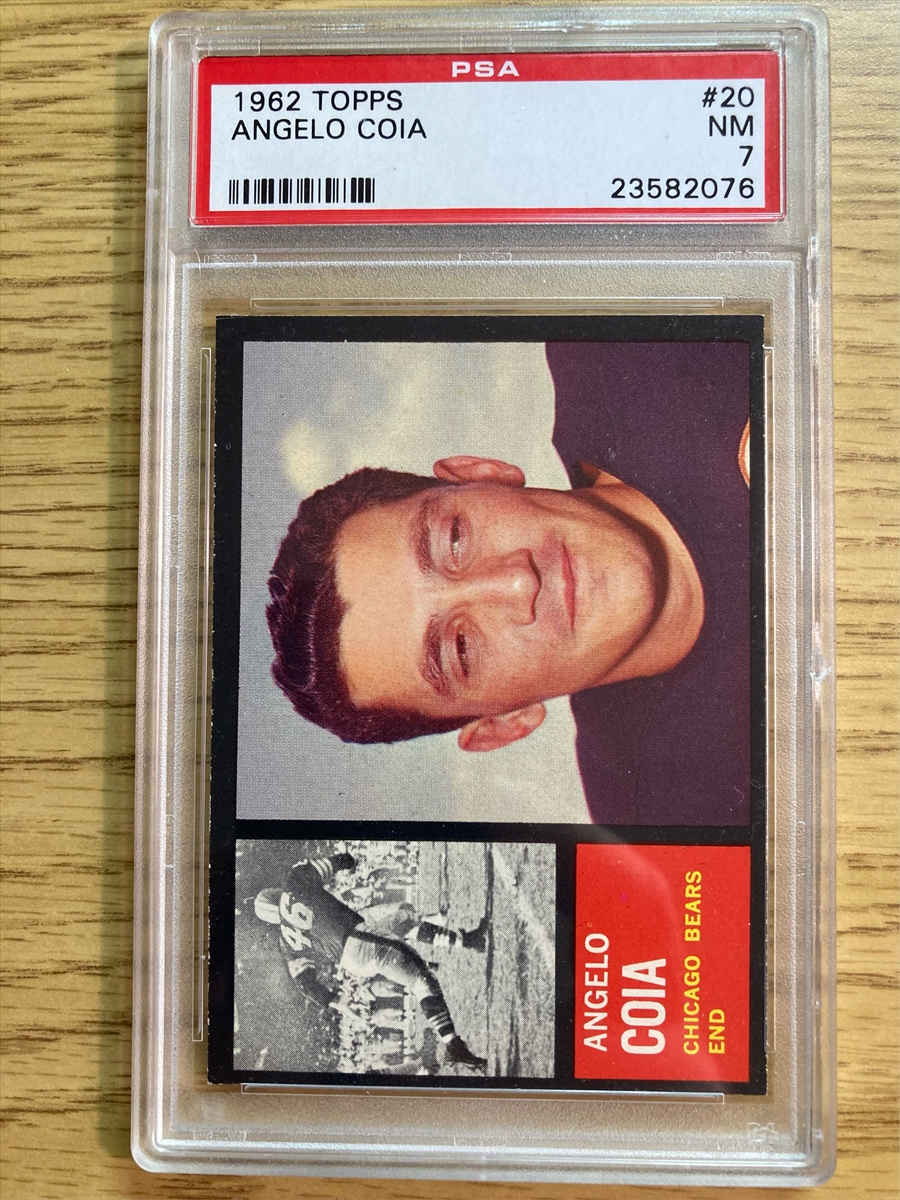 PSA
1962 TOPPS #20
ANGELO COIA NM
7
23582076
46
ANGELO
COIA
CHICAGO BEARS
END